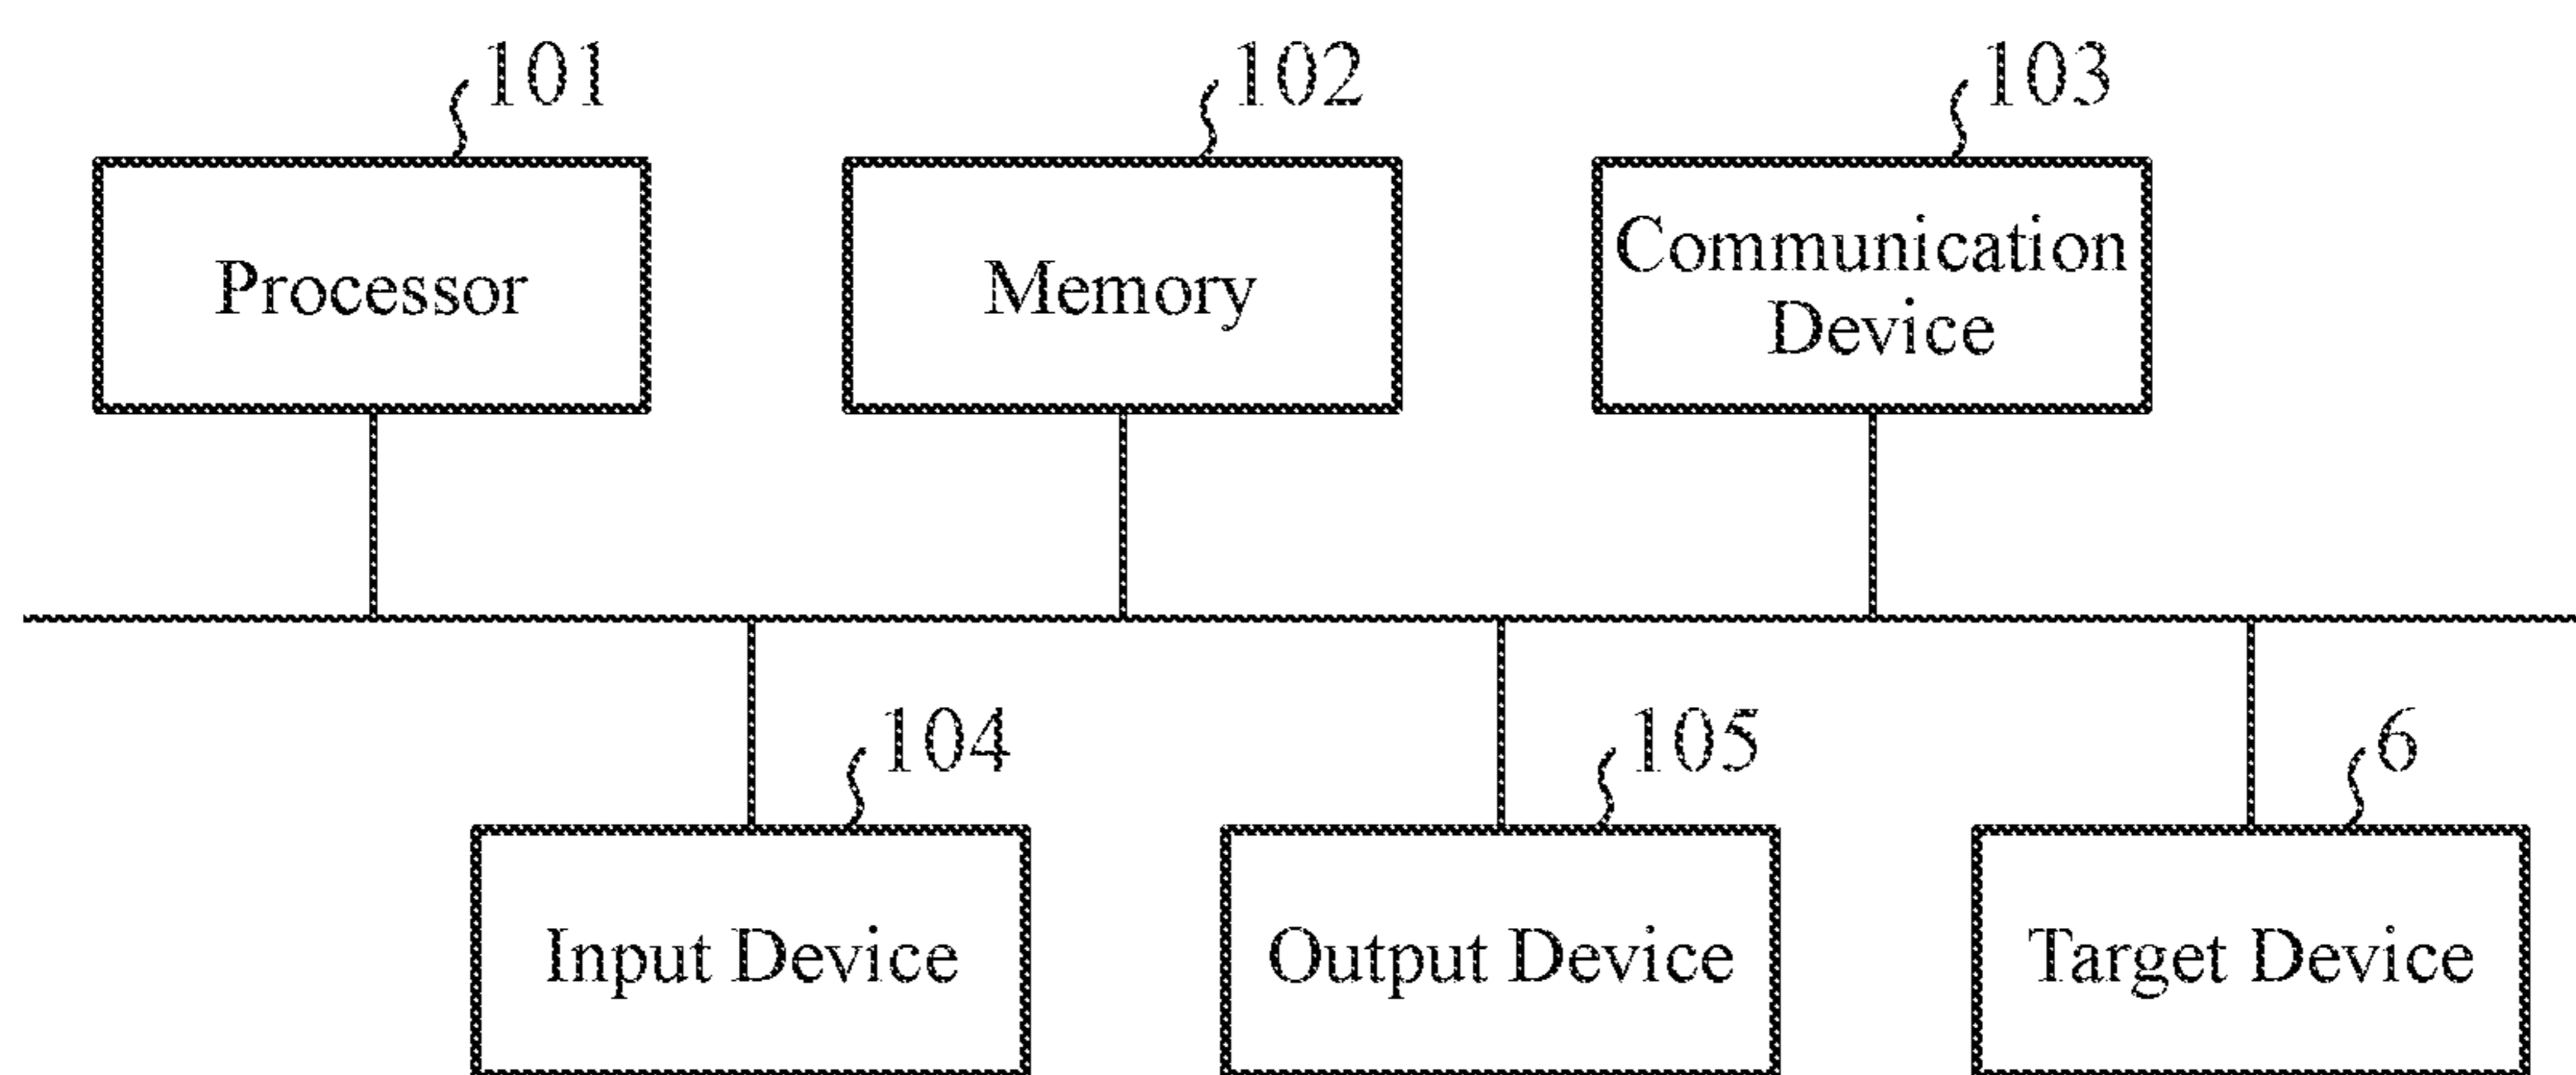 101
102
103
Processor
Memory
Communication
Device
104
105
6
Input Device
Output Device
Target Device